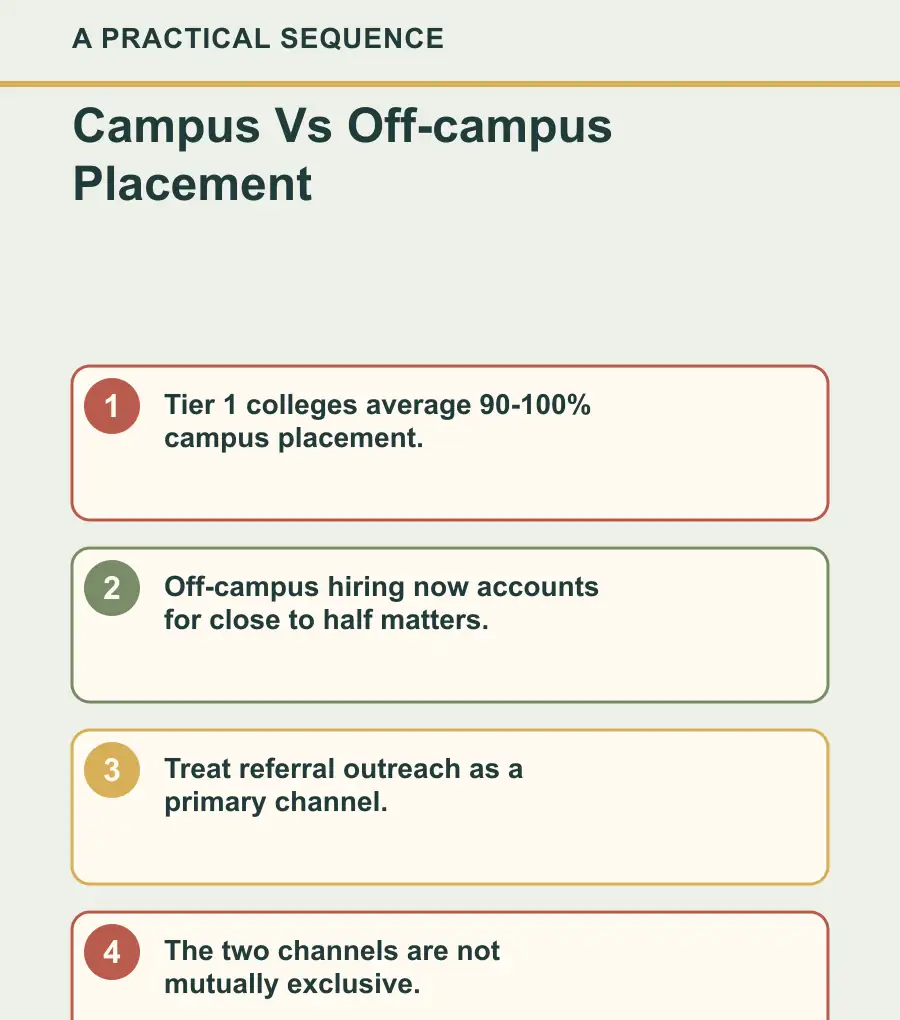 A PRACTICAL SEQUENCE
Campus Vs Off-campus
Placement
1
Tier 1 colleges average 90-100%
campus placement.
2
Off-campus hiring now accounts
for close to half matters.
3
Treat referral outreach as a
primary channel.
4
The two channels are not
mutually exclusive.